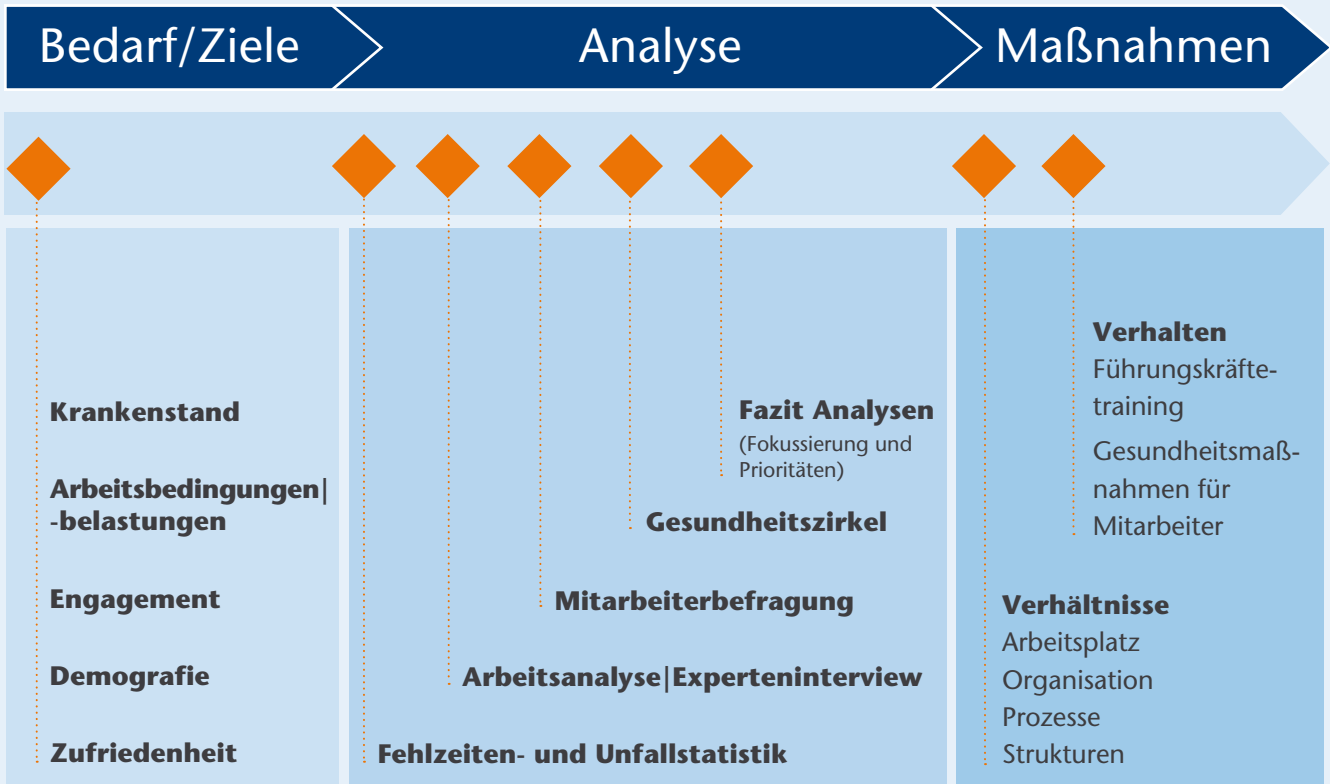 Bedarf/Ziele
Analyse
Maßnahmen
Krankenstand
Arbeitsbedingungen|
-belastungen
Engagement
Demografie
Zufriedenheit
Fehlzeiten- und Unfallstatistik
Arbeitsanalyse|Experteninterview
Mitarbeiterbefragung
Gesundheitszirkel
Fazit Analysen
(Fokussierung und
Prioritäten)
Verhältnisse
Arbeitsplatz
Organisation
Prozesse
Strukturen
Verhalten
Führungskräfte-
training
Gesundheitsmaß-
nahmen für
Mitarbeiter